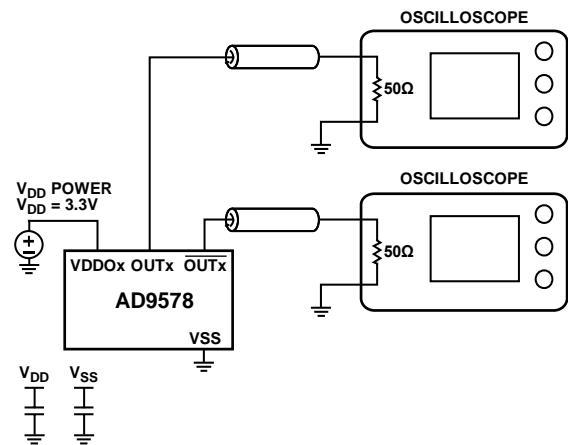 OSCILLOSCOPE
50Ω
OSCILLOSCOPE
50Ω
VDD POWER
VDD = 3.3V
VDDOx OUTx OUTx
AD9578
VSS
VDD VSS